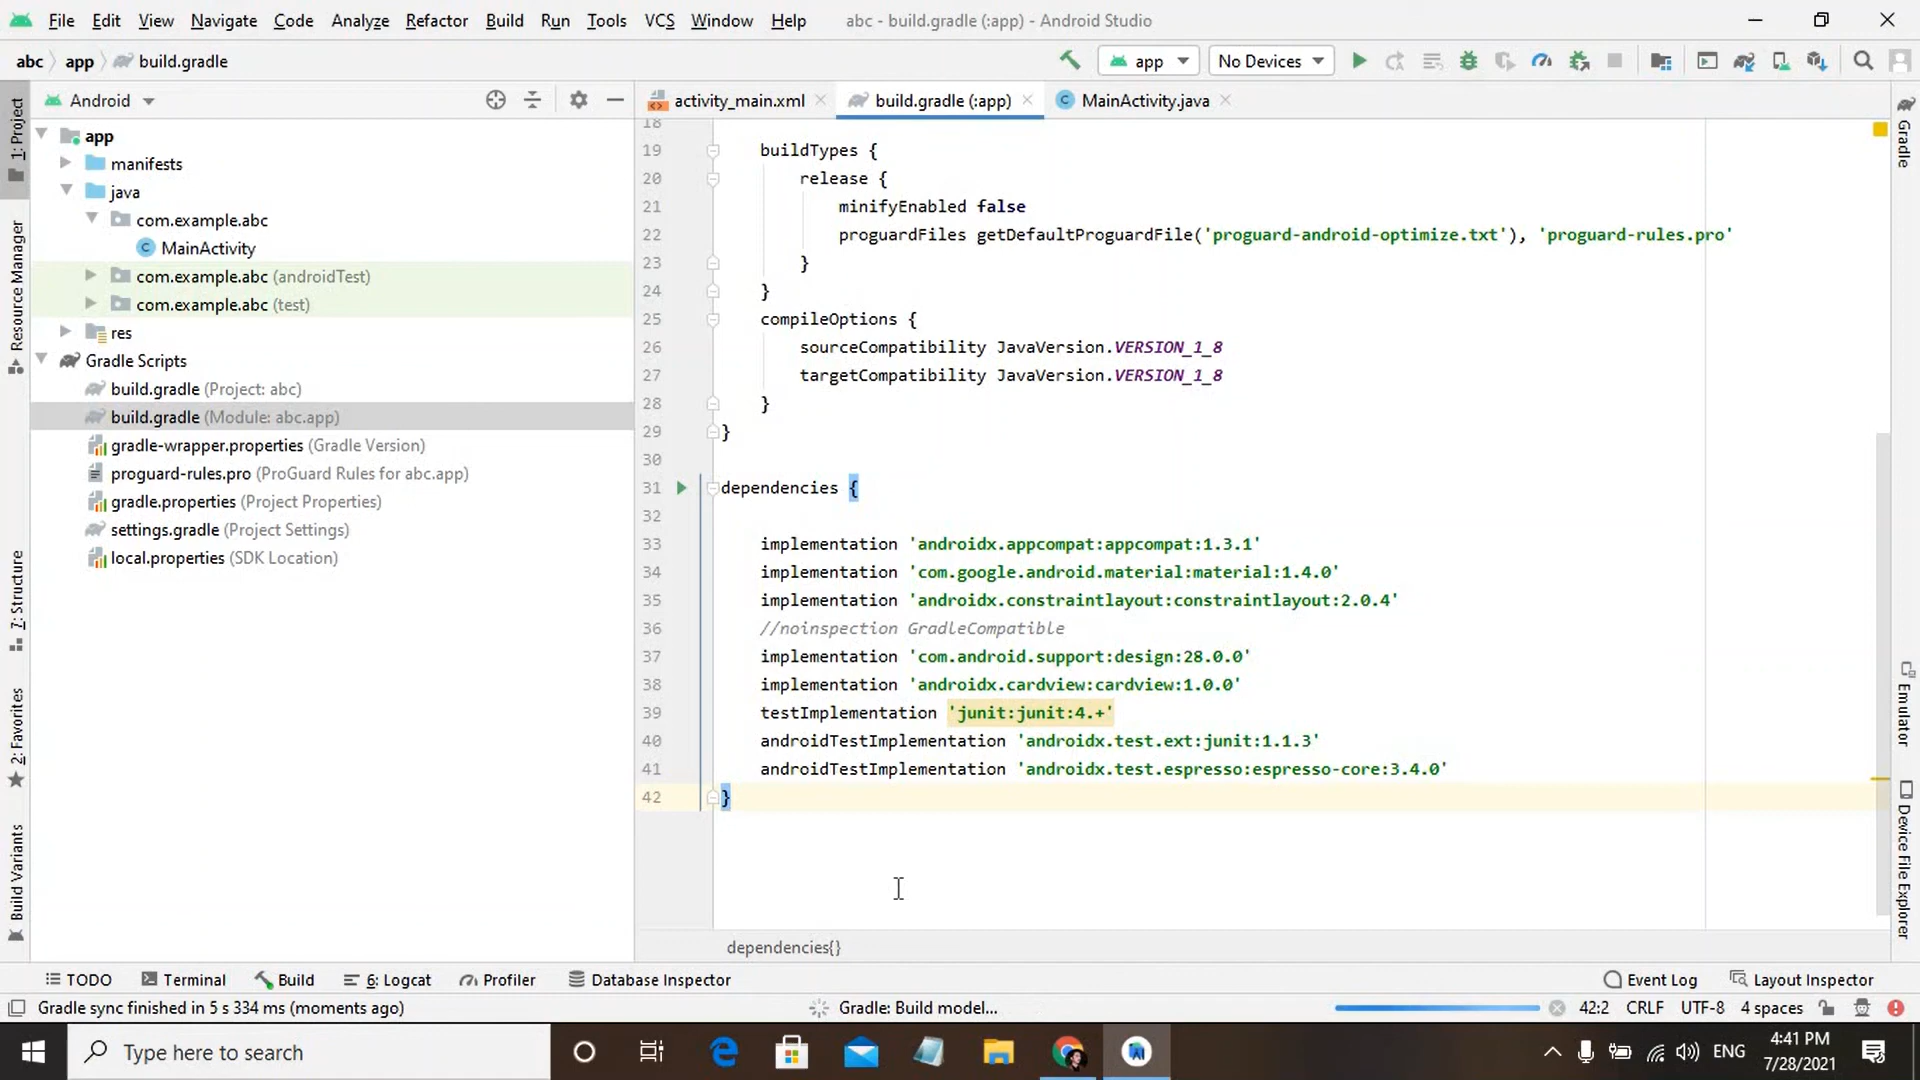 File Edit View Navigate Code Analyze Refactor Build Run Tools VCS Window Help abc - build.gradle (:app) - Android Studio
abc app build.gradle app No Devices
Android activity_main.xml build.gradle (:app) MainActivity.java
1: Project
Resource Manager
7: Structure
2: Favorites
Build Variants
app
manifests
java
com.example.abc
MainActivity
com.example.abc (androidTest)
com.example.abc (test)
res
Gradle Scripts
build.gradle (Project: abc)
build.gradle (Module: abc.app)
gradle-wrapper.properties (Gradle Version)
proguard-rules.pro (ProGuard Rules for abc.app)
gradle.properties (Project Properties)
settings.gradle (Project Settings)
local.properties (SDK Location)
18
19 buildTypes {
20 release {
21 minifyEnabled false
22 proguardFiles getDefaultProguardFile('proguard-android-optimize.txt'), 'proguard-rules.pro'
23 }
24 }
25 compileOptions {
26 sourceCompatibility JavaVersion.VERSION_1_8
27 targetCompatibility JavaVersion.VERSION_1_8
28 }
29 }
30
31 dependencies {
32
33 implementation 'androidx.appcompat:appcompat:1.3.1'
34 implementation 'com.google.android.material:material:1.4.0'
35 implementation 'androidx.constraintlayout:constraintlayout:2.0.4'
36 //noinspection GradleCompatible
37 implementation 'com.android.support:design:28.0.0'
38 implementation 'androidx.cardview:cardview:1.0.0'
39 testImplementation 'junit:junit:4.+'
40 androidTestImplementation 'androidx.test.ext:junit:1.1.3'
41 androidTestImplementation 'androidx.test.espresso:espresso-core:3.4.0'
42 }
dependencies{}
Gradle
Emulator
Device File Explorer
TODO Terminal Build 6: Logcat Profiler Database Inspector Event Log Layout Inspector
Gradle sync finished in 5 s 334 ms (moments ago) Gradle: Build model... 42:2 CRLF UTF-8 4 spaces
Type here to search ENG 4:41 PM
7/28/2021